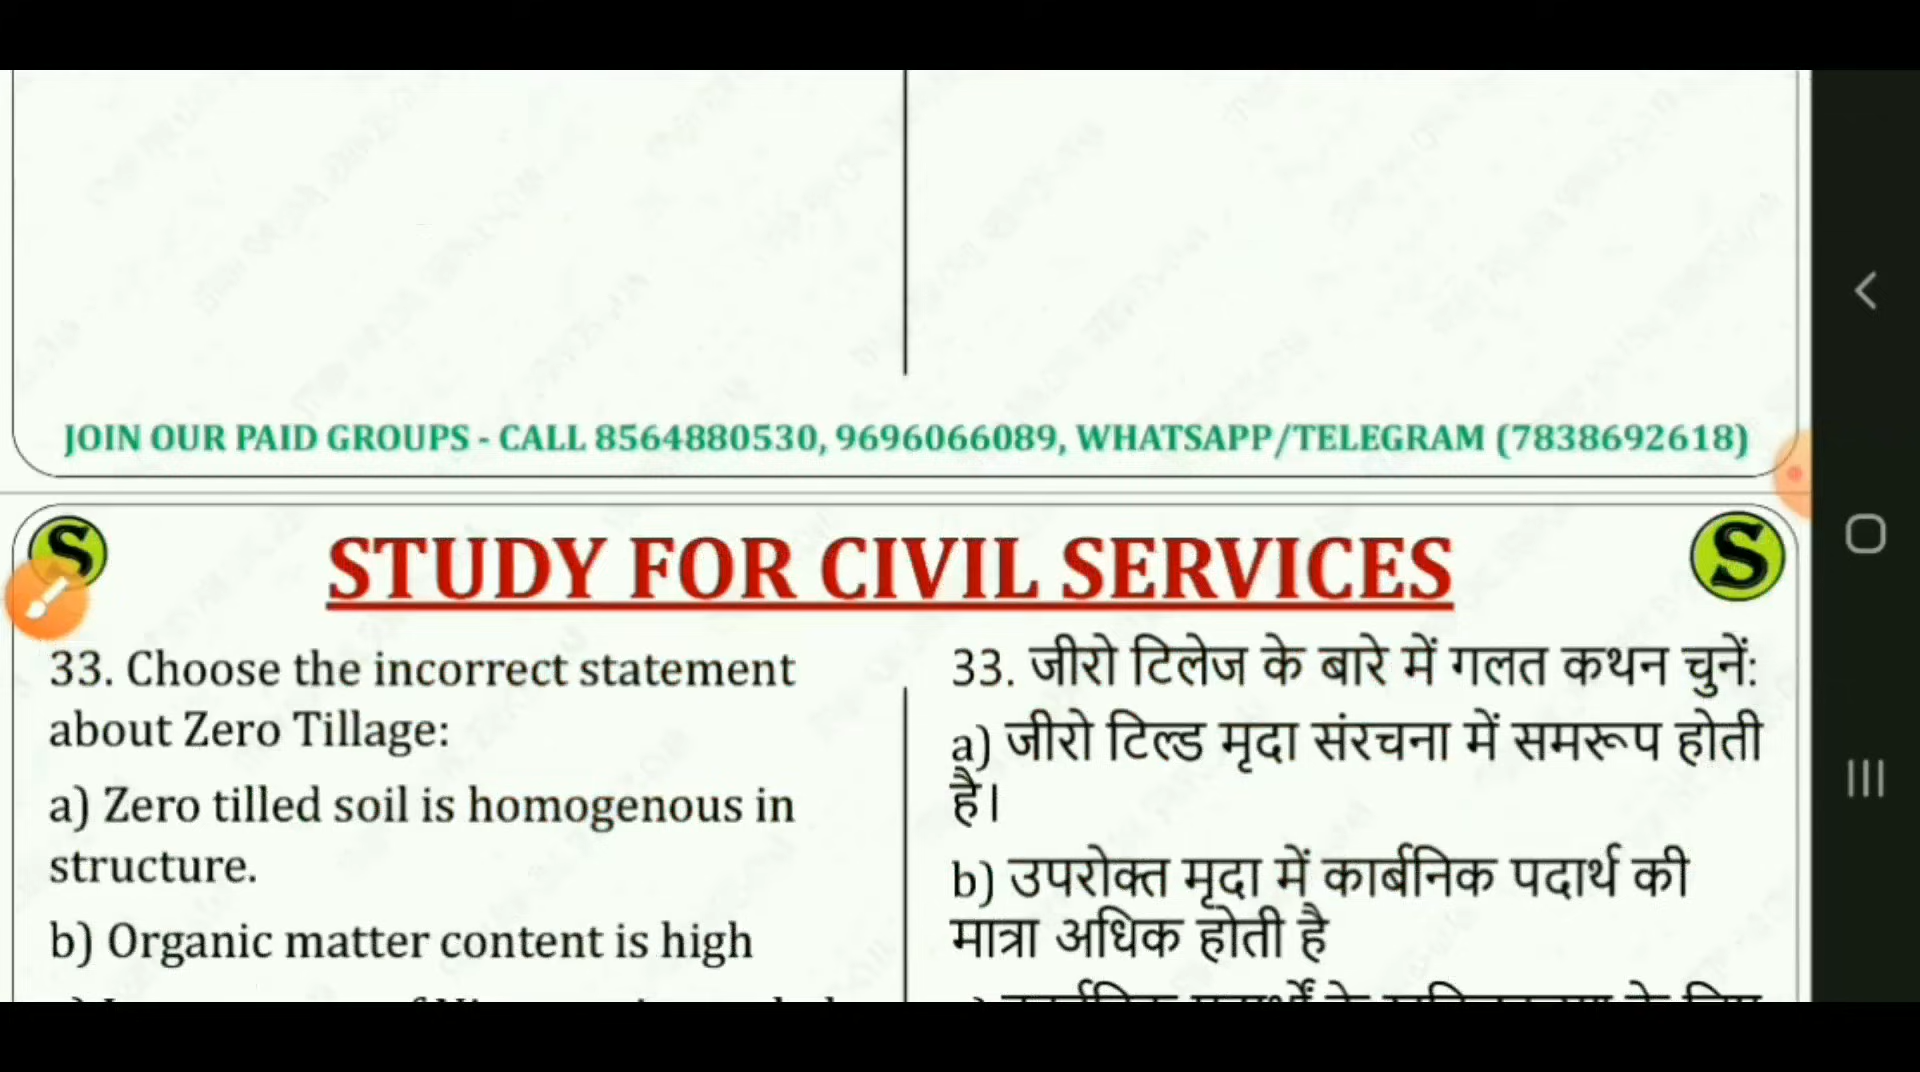 JOIN OUR PAID GROUPS - CALL 8564880530, 9696066089, WHATSAPP/TELEGRAM (7838692618)
S
STUDY FOR CIVIL SERVICES
S
33. Choose the incorrect statement
about Zero Tillage:
a) Zero tilled soil is homogenous in
structure.
b) Organic matter content is high
33. जीरो टिलेज के बारे में गलत कथन चुनें:
a) जीरो टिल्ड मृदा संरचना में समरूप होती
है।
b) उपरोक्त मृदा में कार्बनिक पदार्थ की
मात्रा अधिक होती है